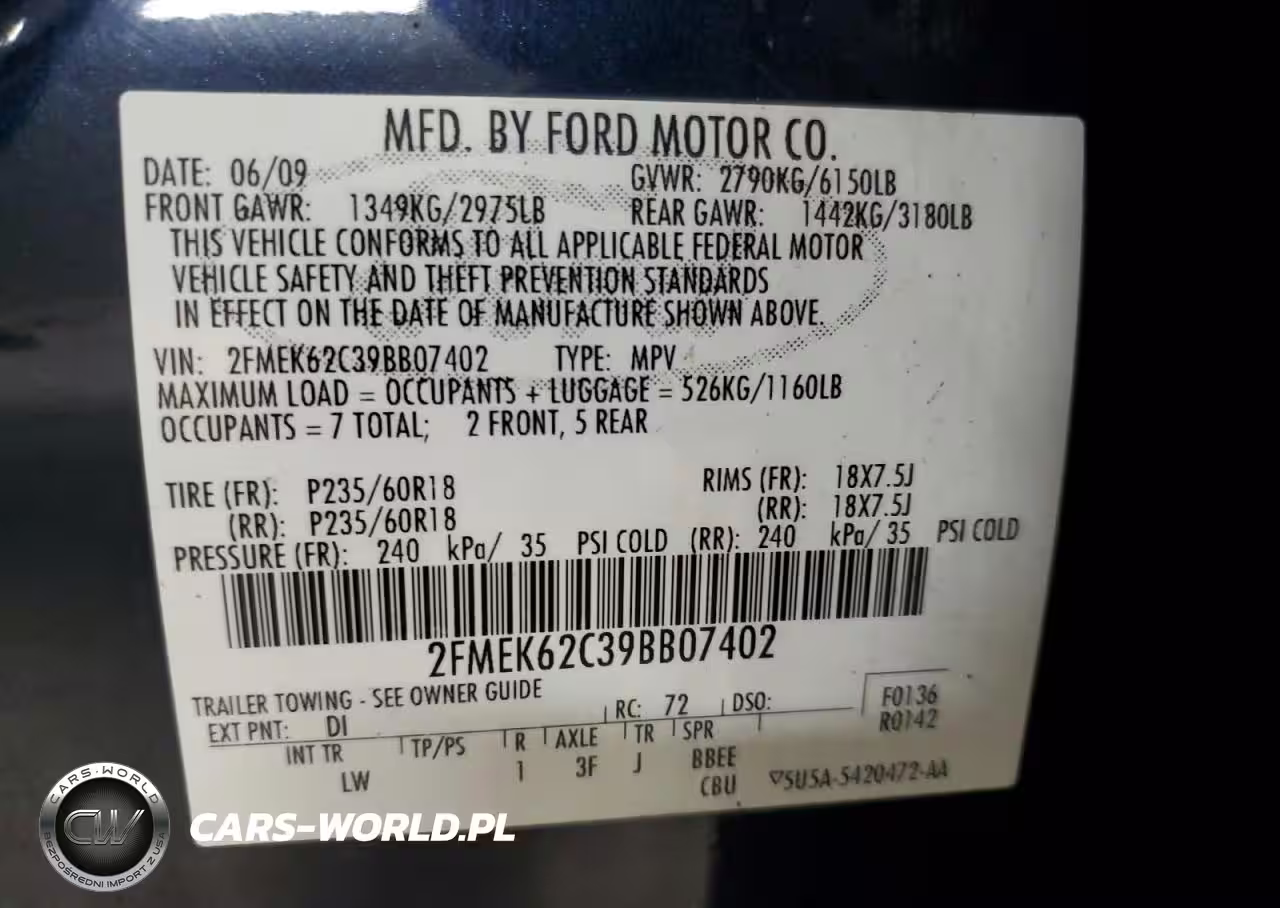 MFD. BY FORD MOTOR CO.
DATE: 06/09 GVWR: 2790KG/6150LB
FRONT GAWR: 1349KG/2975LB REAR GAWR: 1442KG/3180LB
THIS VEHICLE CONFORMS TO ALL APPLICABLE FEDERAL MOTOR
VEHICLE SAFETY AND THEFT PREVENTION STANDARDS
IN EFFECT ON THE DATE OF MANUFACTURE SHOWN ABOVE.
VIN: 2FMEK62C39BB07402 TYPE: MPV
MAXIMUM LOAD = OCCUPANTS + LUGGAGE = 526KG/1160LB
OCCUPANTS = 7 TOTAL; 2 FRONT, 5 REAR
TIRE (FR): P235/60R18 RIMS (FR): 18X7.5J
(RR): P235/60R18 (RR): 18X7.5J
PRESSURE (FR): 240 kPa/ 35 PSI COLD (RR): 240 kPa/ 35 PSI COLD
2FMEK62C39BB07402
TRAILER TOWING - SEE OWNER GUIDE
EXT PNT: DI RC: 72 DSO: F0136
R0142
INT TR TP/PS R AXLE TR SPR
LW 1 3F J BBEE
CBU 5U5A-5420472-AA
CARS-WORLD
CW
BEZPOŚREDNI IMPORT Z USA
CARS-WORLD.PL